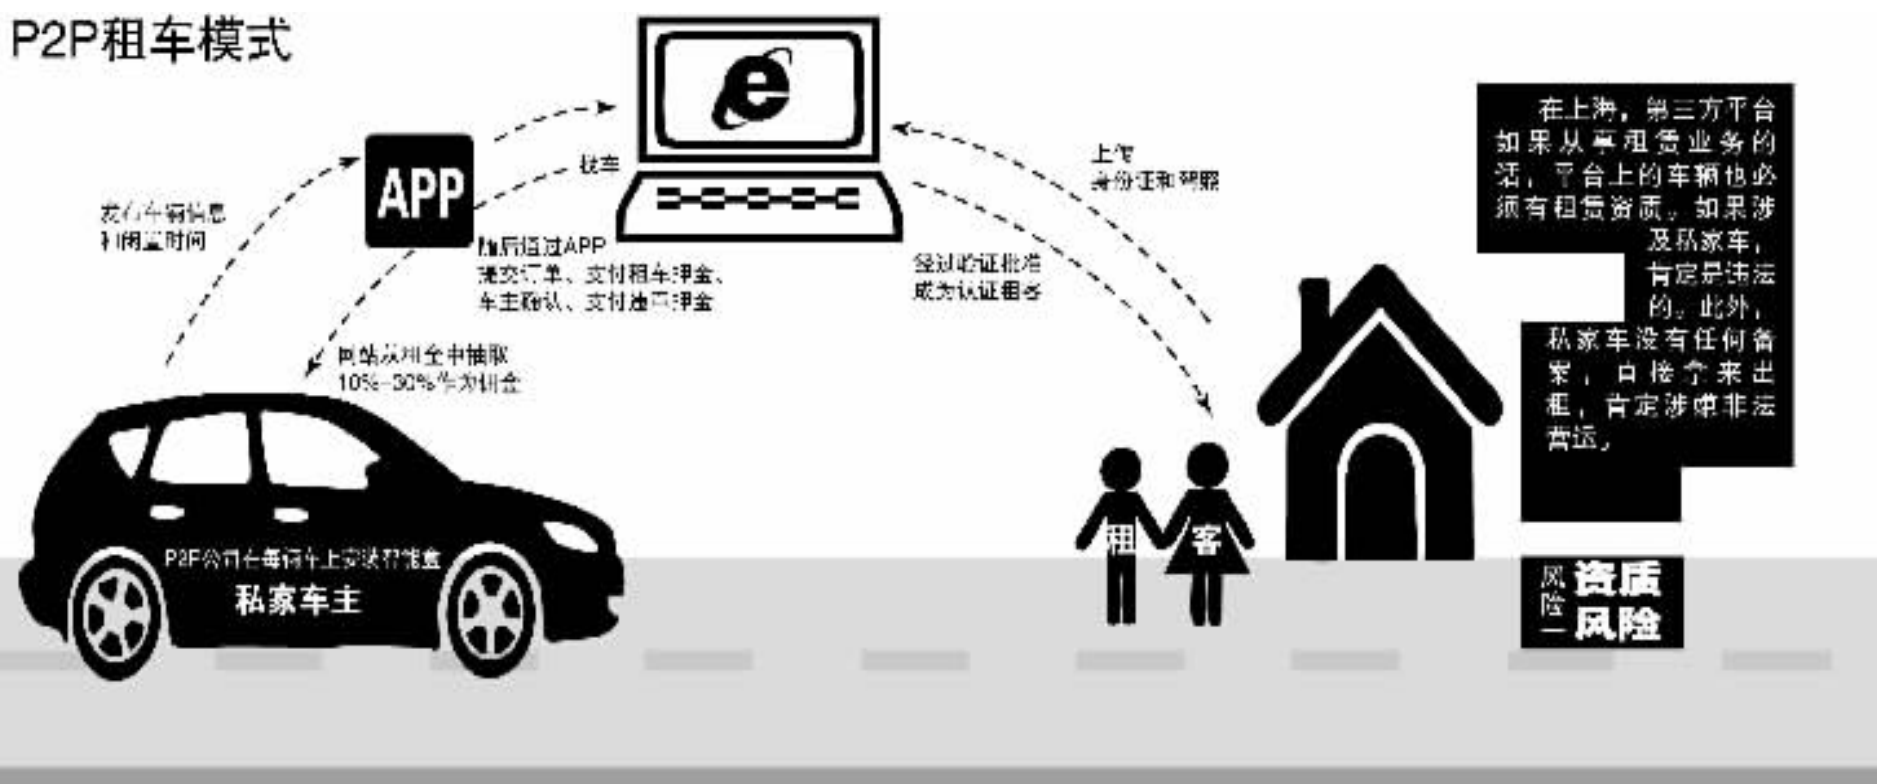 P2P租车模式
APP
找车
发布车辆信息
和闲置时间
随后通过APP
提交订单、支付租车押金、
车主确认、支付违章押金
网站从租金中抽取
10%-30%作为佣金
上传
身份证和驾照
经过验证批准
成为认证租客
P2P公司在每辆车上安装智能盒
私家车主
租
客
在上海，第三方平台
如果从事租赁业务的
话，平台上的车辆也必
须有租赁资质。如果涉
及私家车，
肯定是违法
的。此外，
私家车没有任何备
案，直接拿来出
租，肯定涉嫌非法
营运。
风险一
资质
风险